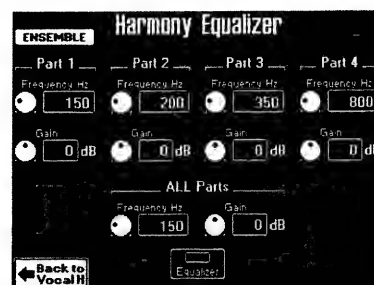 Harmony Equalizer
ENSEMBLE
Part 1 Part 2 Part 3 Part 4
Frequency Hz Frequency Hz Frequency Hz Frequency Hz
150 200 350 800
Gain Gain Gain Gain
0 dB 0 dB 0 dB 0 dB
ALL Parts
Frequency Hz Gain
150 0 dB
Equalizer
Back to
Vocal H